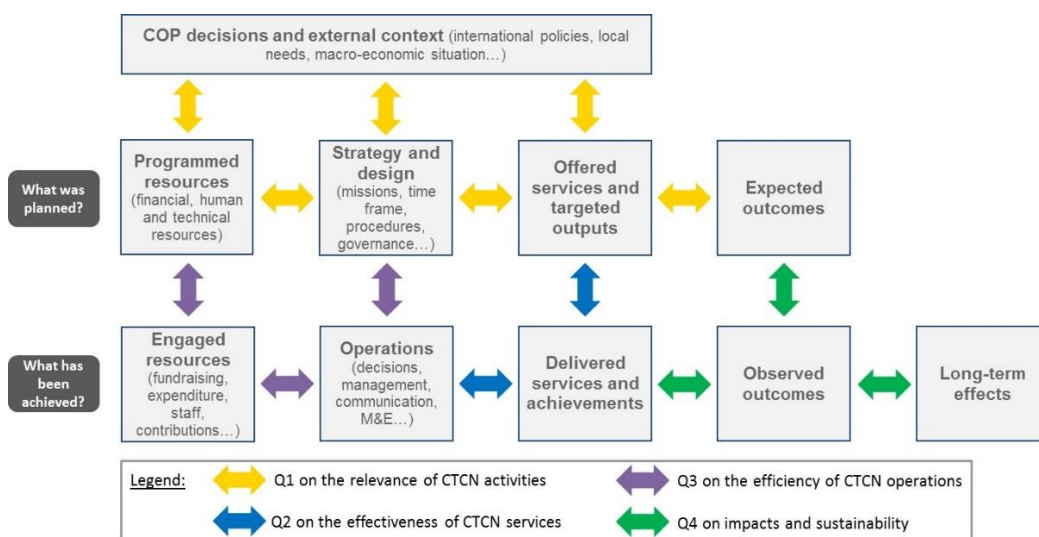 COP decisions and external context (international policies, local
needs, macro-economic situation…)
What was
planned?
Programmed
resources
(financial, human
and technical
resources)
Strategy and
design
(missions, time
frame,
procedures,
governance…)
Offered
services and
targeted
outputs
Expected
outcomes
What has
been
achieved?
Engaged
resources
(fundraising,
expenditure,
staff,
contributions…)
Operations
(decisions,
management,
communication,
M&E…)
Delivered
services and
achievements
Observed
outcomes
Long-term
effects
Legend:
Q1 on the relevance of CTCN activities
Q3 on the efficiency of CTCN operations
Q2 on the effectiveness of CTCN services
Q4 on impacts and sustainability